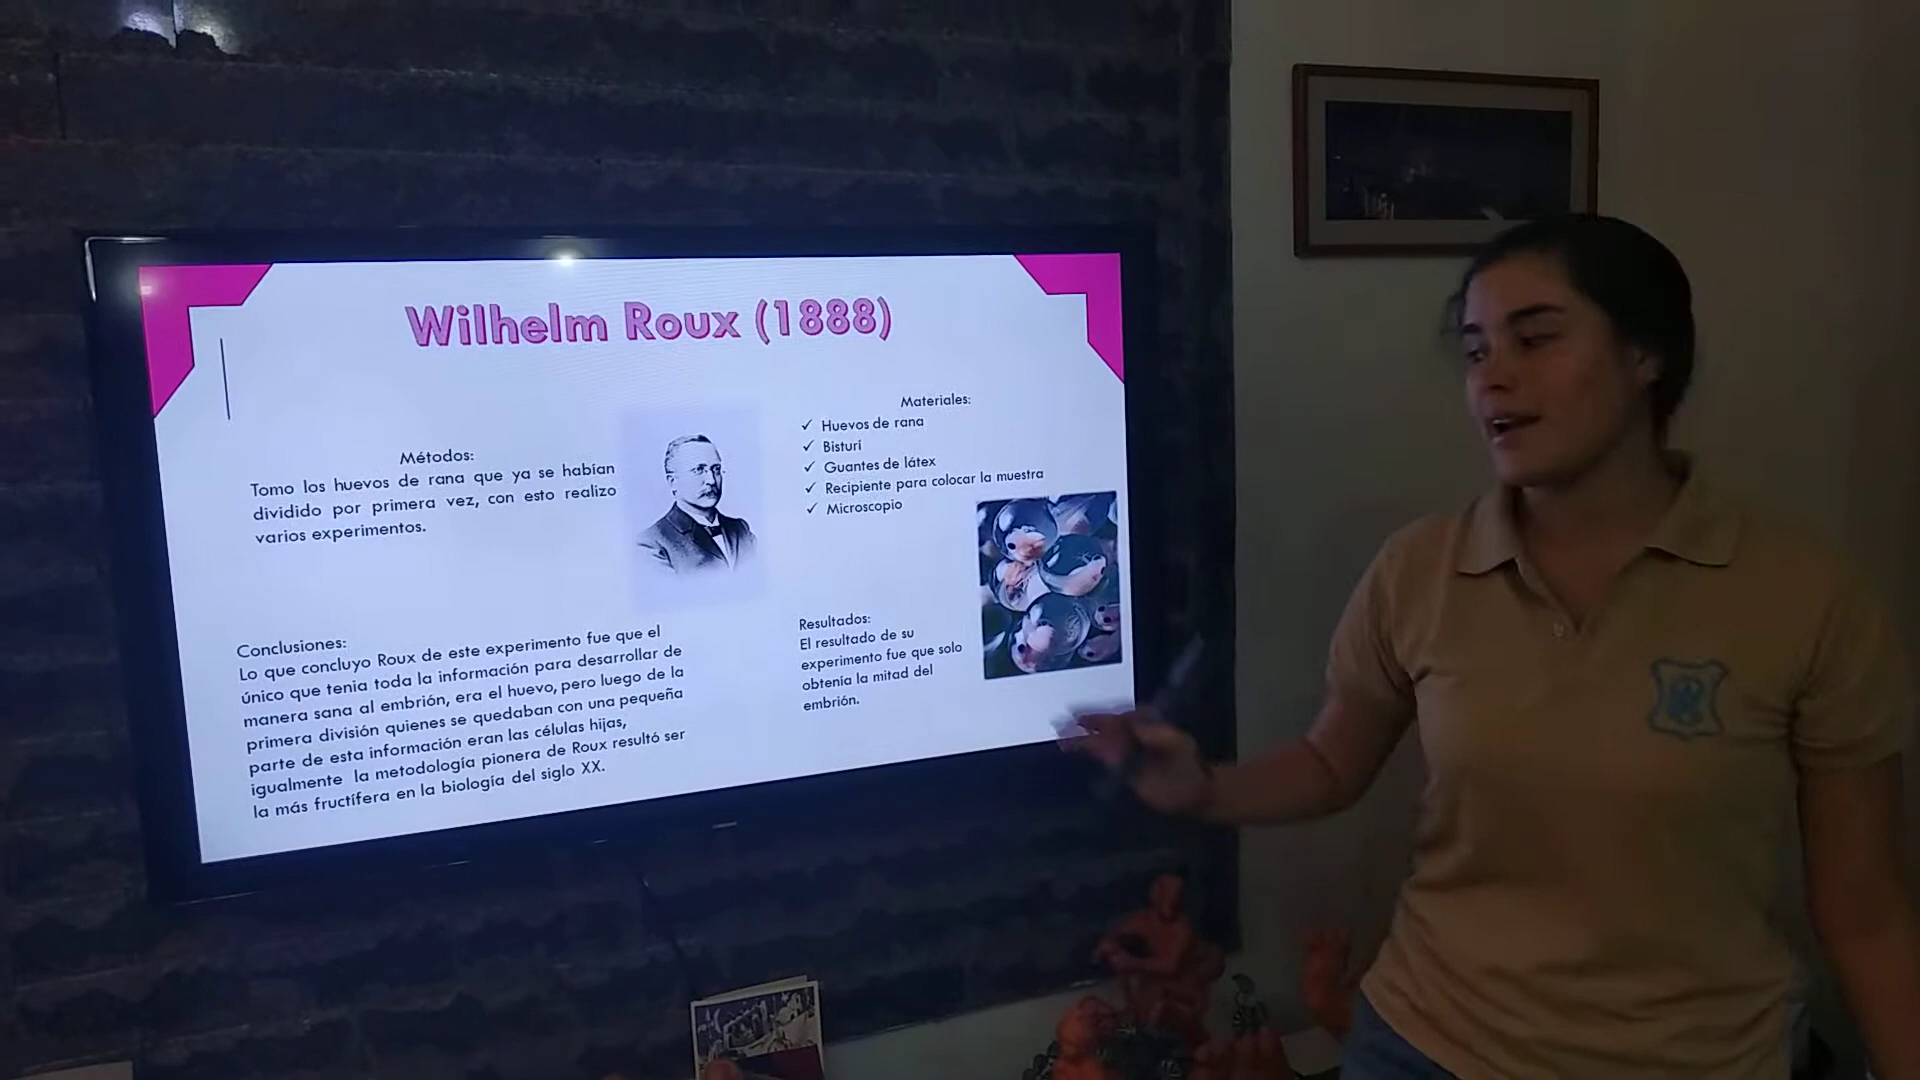 Wilhelm Roux (1888)
Métodos:
Tomo los huevos de rana que ya se habían
dividido por primera vez, con esto realizo
varios experimentos.
Materiales:
✓ Huevos de rana
✓ Bisturí
✓ Guantes de látex
✓ Recipiente para colocar la muestra
✓ Microscopio
Conclusiones:
Lo que concluyo Roux de este experimento fue que el
único que tenia toda la información para desarrollar de
manera sana al embrión, era el huevo, pero luego de la
primera división quienes se quedaban con una pequeña
parte de esta información eran las células hijas,
igualmente la metodología pionera de Roux resultó ser
la más fructífera en la biología del siglo XX.
Resultados:
El resultado de su
experimento fue que solo
obtenía la mitad del
embrión.